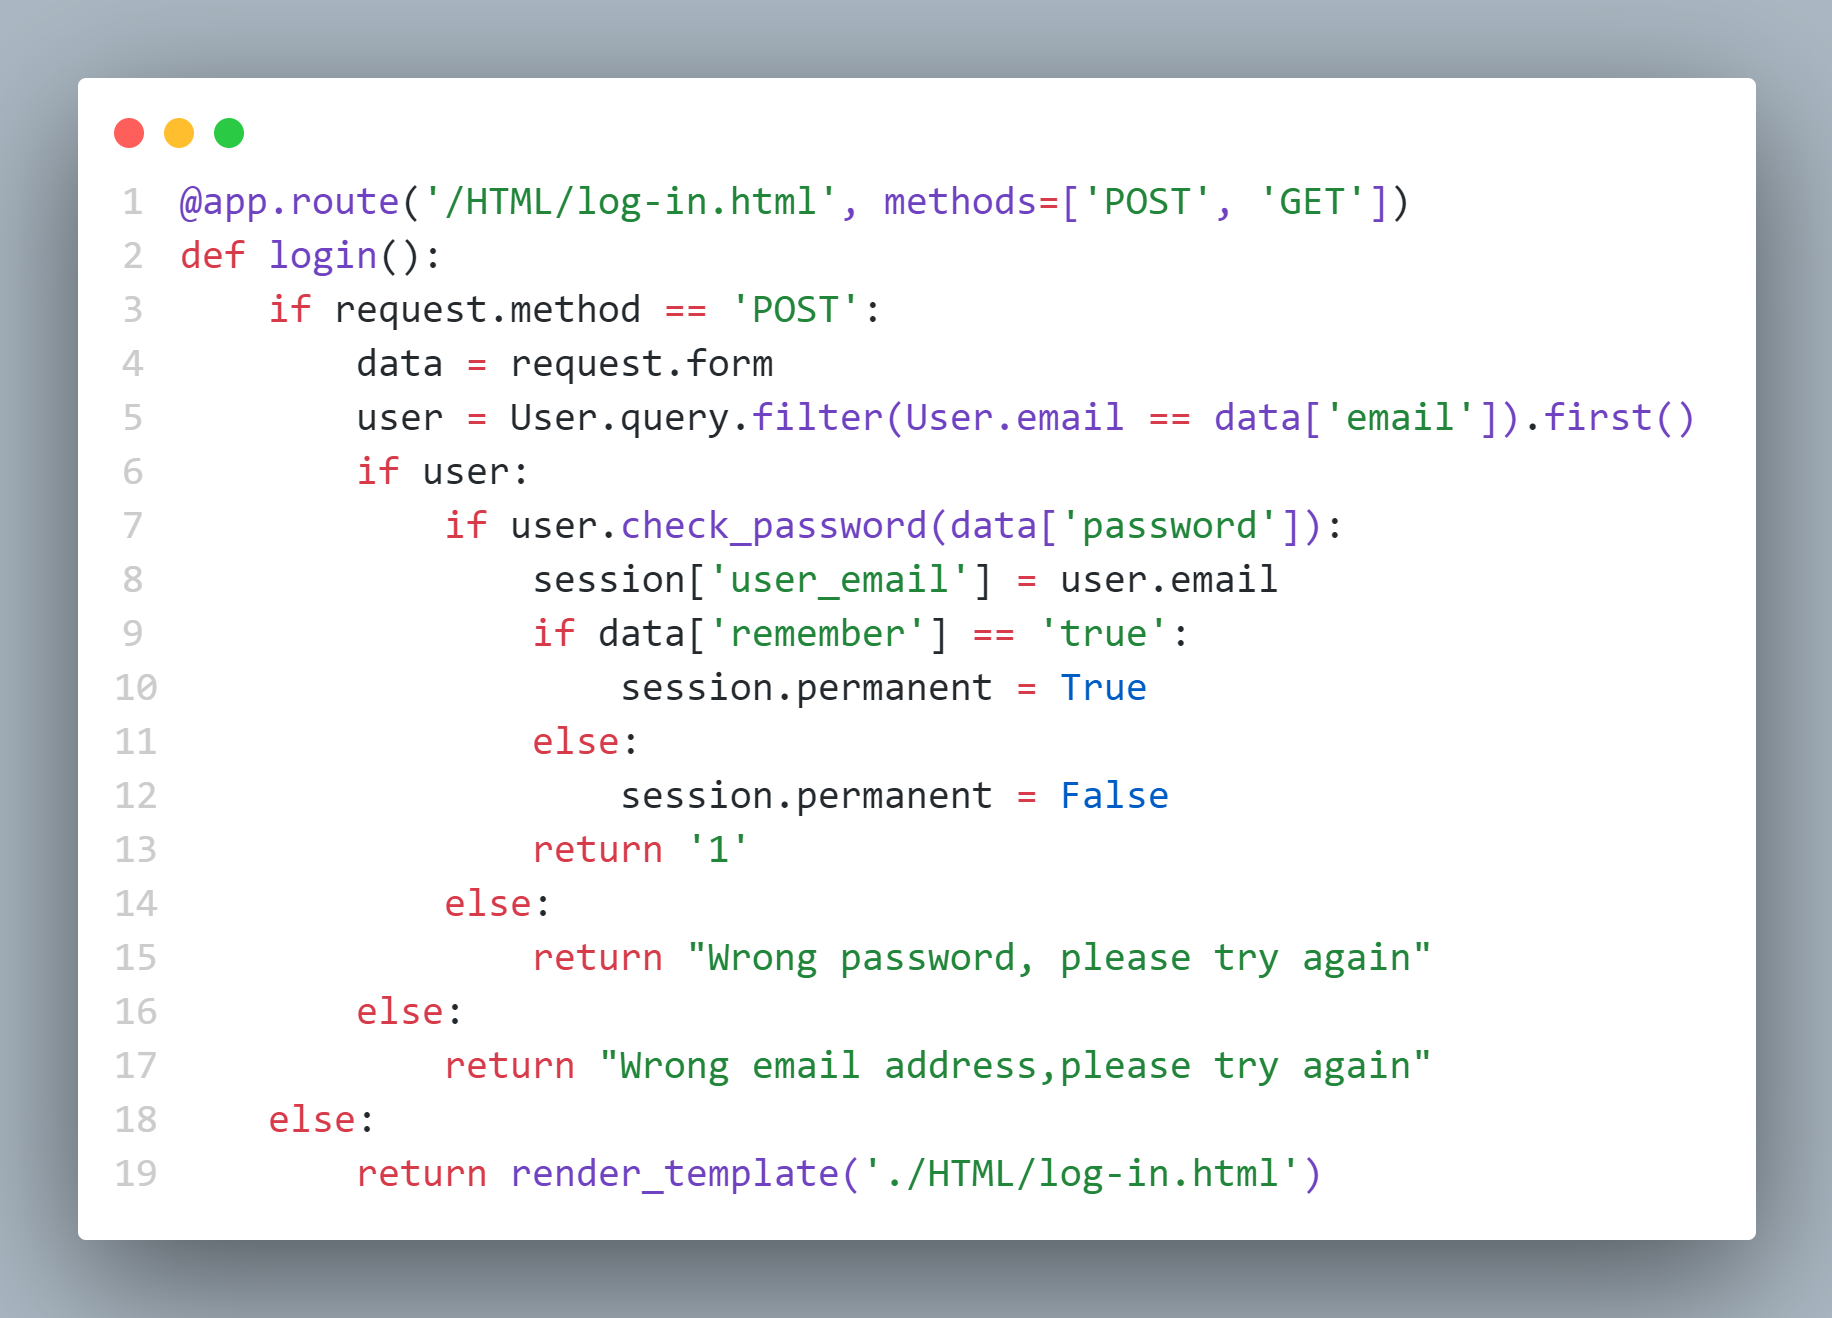 1 @app.route('/HTML/log-in.html', methods=['POST', 'GET'])
2 def login():
3     if request.method == 'POST':
4         data = request.form
5         user = User.query.filter(User.email == data['email']).first()
6         if user:
7             if user.check_password(data['password']):
8                 session['user_email'] = user.email
9                 if data['remember'] == 'true':
10                     session.permanent = True
11                 else:
12                     session.permanent = False
13                 return '1'
14             else:
15                 return "Wrong password, please try again"
16         else:
17             return "Wrong email address,please try again"
18     else:
19         return render_template('./HTML/log-in.html')